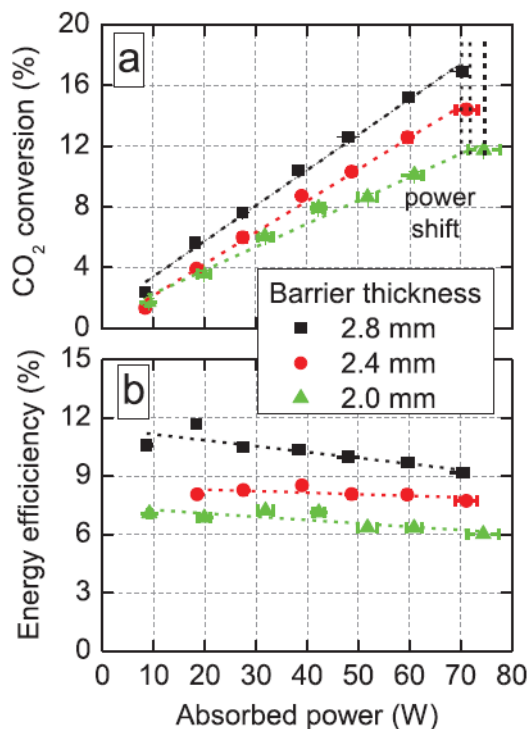 20
16
12
8
4
0
CO2 conversion (%)
a
power
shift
Barrier thickness
2.8 mm
2.4 mm
2.0 mm
15
12
9
6
3
0
Energy efficiciency (%)
b
0 10 20 30 40 50 60 70 80
Absorbed power (W)